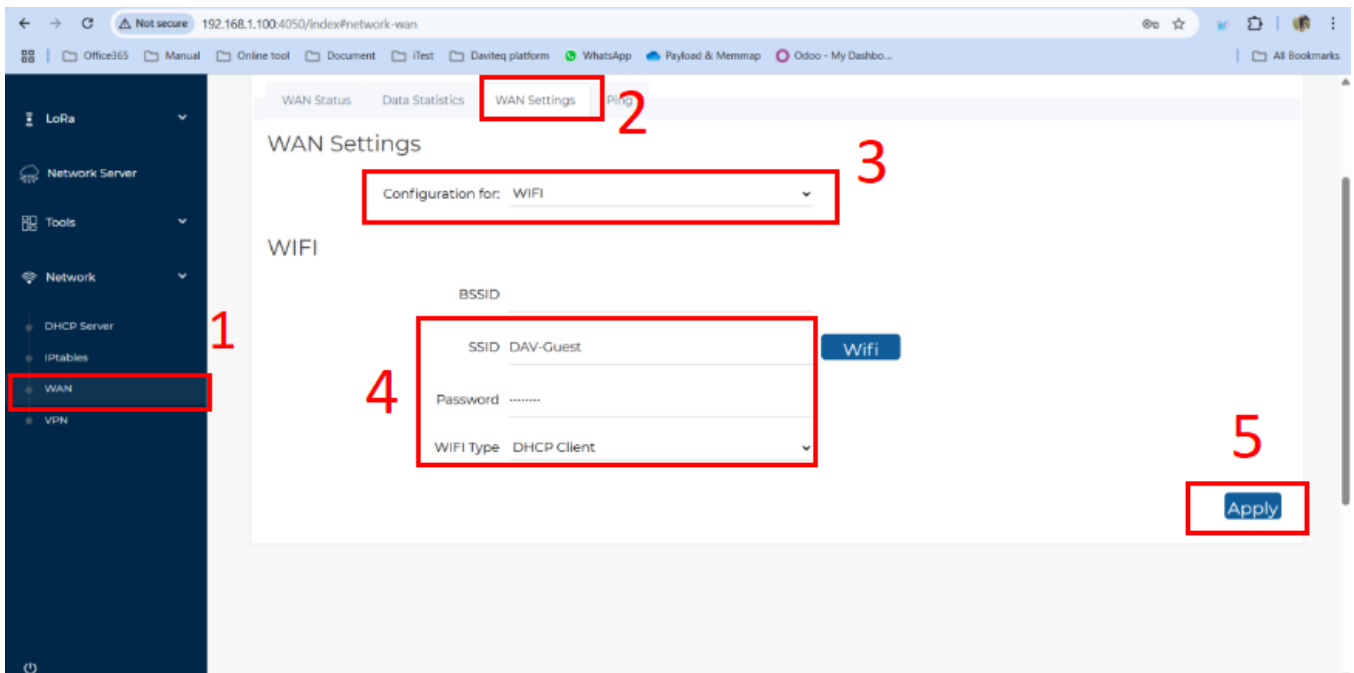 Not secure 192.168.1.100:4050/index#network-wan
Office365 Manual Online tool Document iTest Daviteq platform WhatsApp Payload & Memmap Odoo - My Dashbo... All Bookmarks
WAN Status Data Statistics WAN Settings Ping
2
LoRa
WAN Settings
3
Network Server
Configuration for: WIFI
Tools
WIFI
Network
BSSID
DHCP Server
1
SSID DAV-Guest Wifi
IPtables
WAN
4
Password ········
VPN
WIFI Type DHCP Client
5
Apply